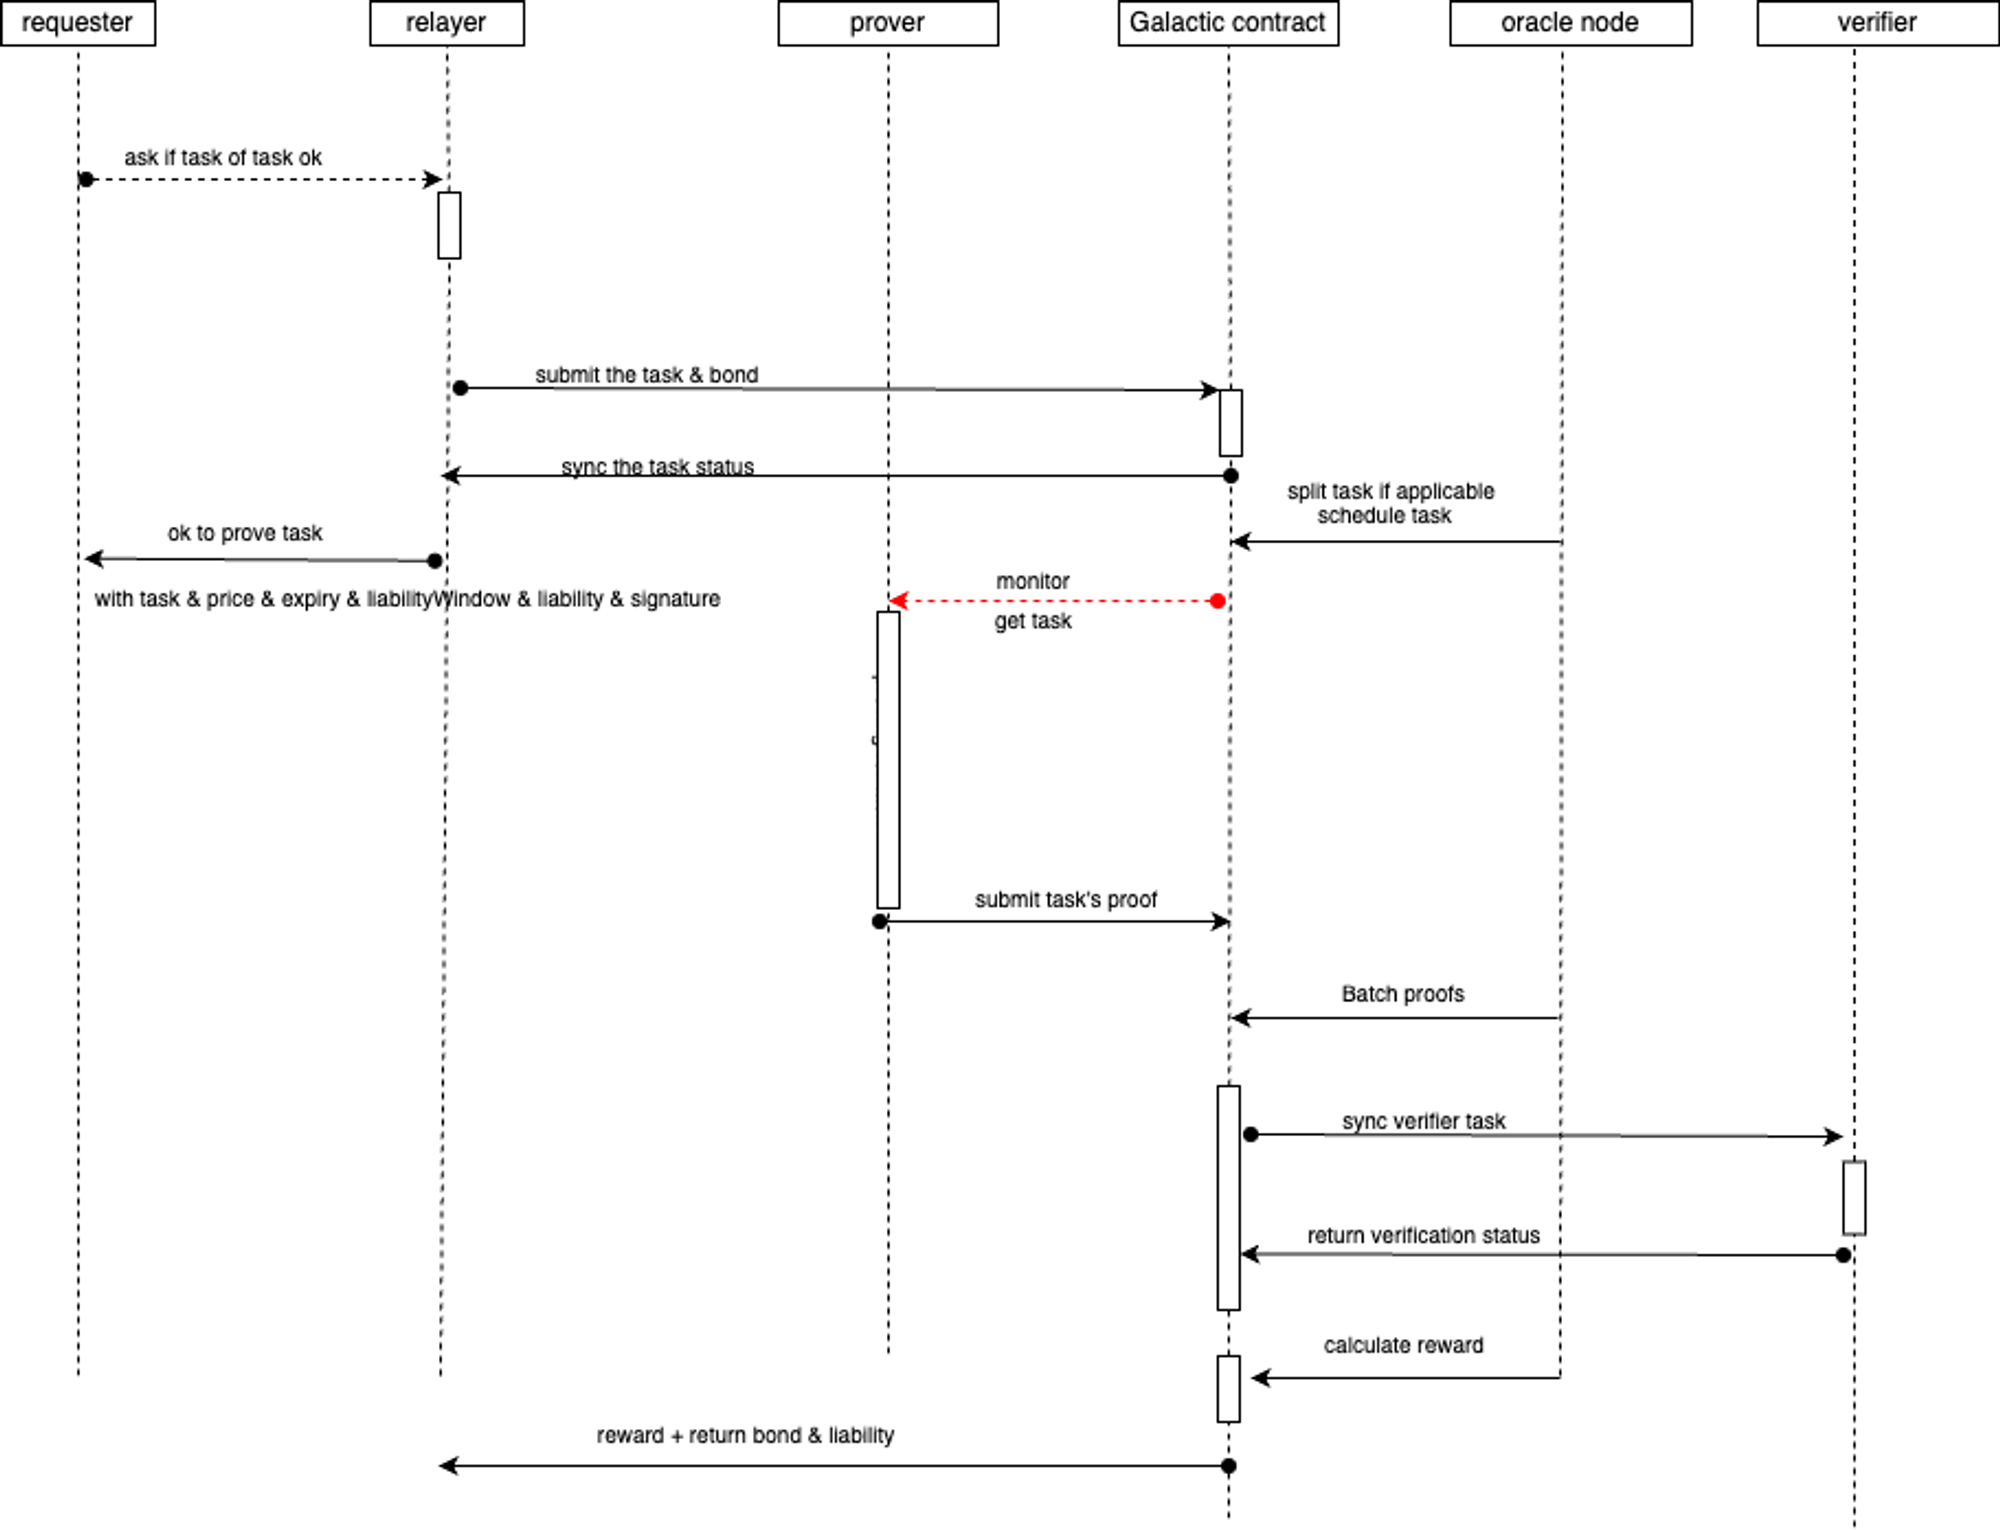 requester
relayer
prover
Galactic contract
oracle node
verifier
ask if task of task ok
submit the task & bond
sync the task status
split task if applicable
schedule task
ok to prove task
with task & price & expiry & liabilityWindow & liability & signature
monitor
get task
submit task's proof
Batch proofs
sync verifier task
return verification status
calculate reward
reward + return bond & liability